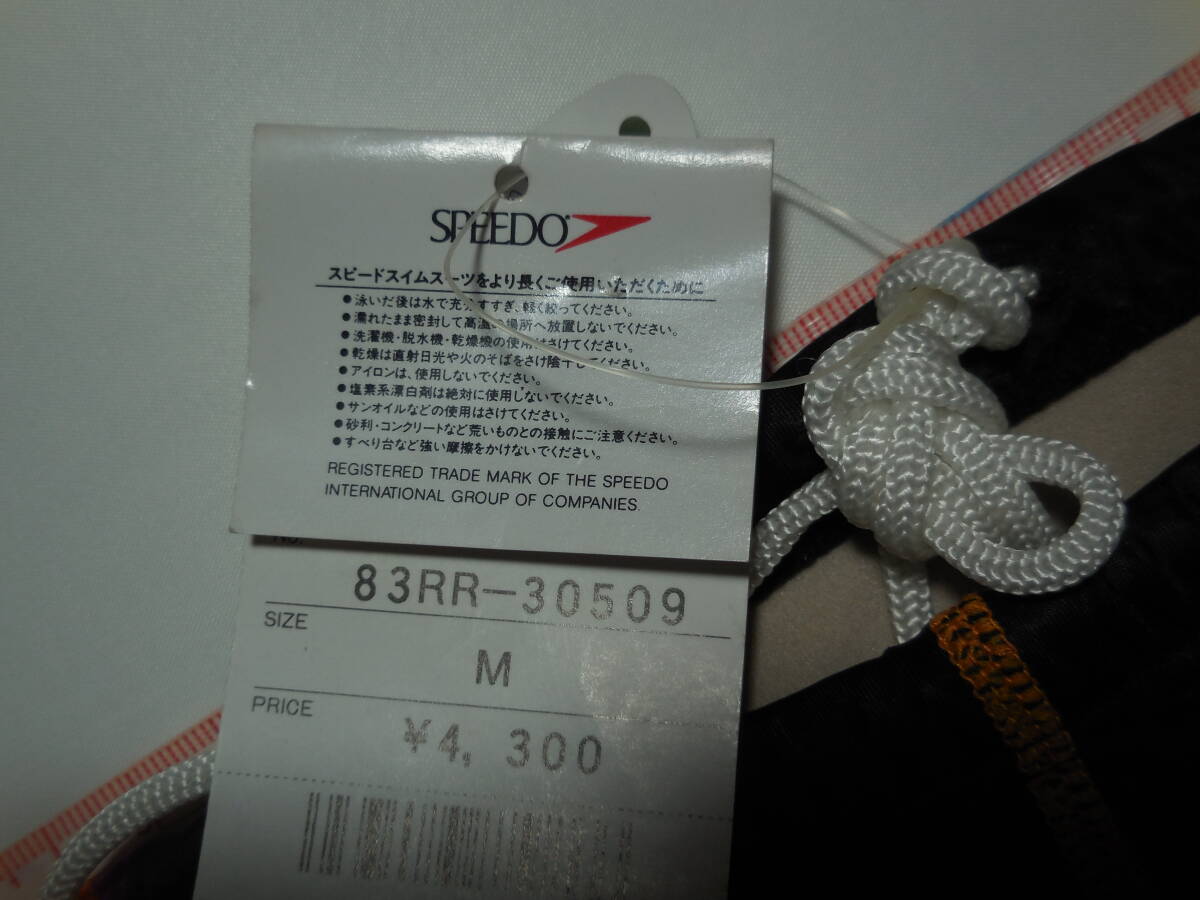 SPEEDO
スピードスイムスーツをより長くご使用いただくために
●泳いだ後は水で充分すすぎ、軽く絞ってください。
●濡れたまま密封して高温の場所へ放置しないでください。
●洗濯機・脱水機・乾燥機の使用はさけてください。
●乾燥は直射日光や火のそばをさけ陰干してください。
●アイロンは、使用しないでください。
●塩素系漂白剤は絶対に使用しないでください。
●サンオイルなどの使用はさけてください。
●砂利・コンクリートなど荒いものとの接触にご注意ください。
●すべり台など強い摩擦をかけないでください。
REGISTERED TRADE MARK OF THE SPEEDO
INTERNATIONAL GROUP OF COMPANIES.
NO.
83RR-30509
SIZE
M
PRICE
¥4,300